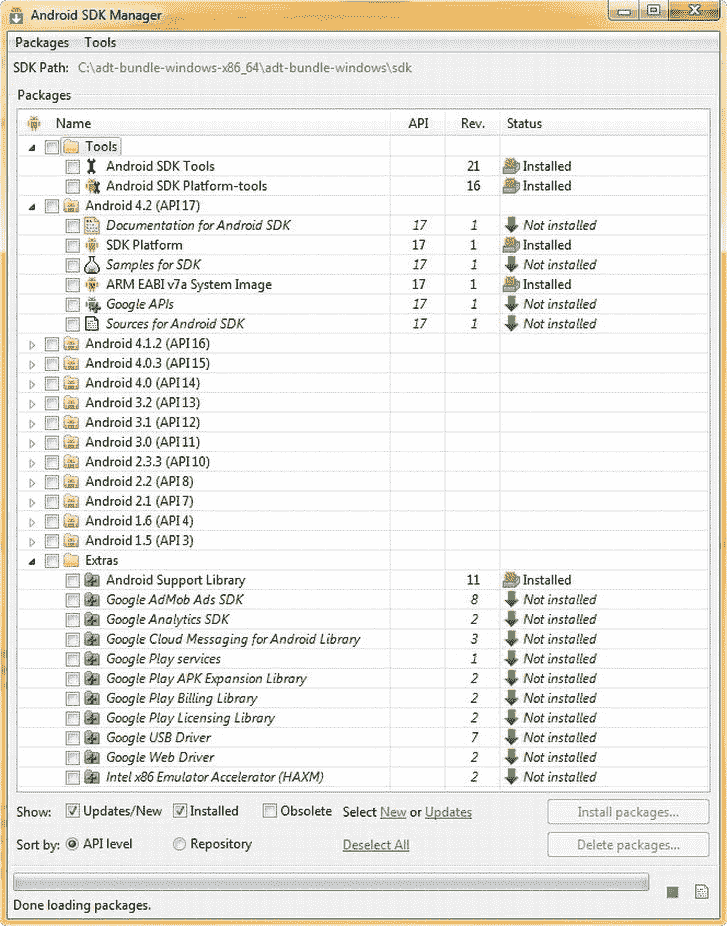 Android SDK Manager
Packages Tools
SDK Path: C:\adt-bundle-windows-x86_64\adt-bundle-windows\sdk
Packages
Name API Rev. Status
Tools
Android SDK Tools 21 Installed
Android SDK Platform-tools 16 Installed
Android 4.2 (API 17)
Documentation for Android SDK 17 1 Not installed
SDK Platform 17 1 Installed
Samples for SDK 17 1 Not installed
ARM EABI v7a System Image 17 1 Installed
Google APIs 17 1 Not installed
Sources for Android SDK 17 1 Not installed
Android 4.1.2 (API 16)
Android 4.0.3 (API 15)
Android 4.0 (API 14)
Android 3.2 (API 13)
Android 3.1 (API 12)
Android 3.0 (API 11)
Android 2.3.3 (API 10)
Android 2.2 (API 8)
Android 2.1 (API 7)
Android 1.6 (API 4)
Android 1.5 (API 3)
Extras
Android Support Library 11 Installed
Google AdMob Ads SDK 8 Not installed
Google Analytics SDK 2 Not installed
Google Cloud Messaging for Android Library 3 Not installed
Google Play services 1 Not installed
Google Play APK Expansion Library 2 Not installed
Google Play Billing Library 2 Not installed
Google Play Licensing Library 2 Not installed
Google USB Driver 7 Not installed
Google Web Driver 2 Not installed
Intel x86 Emulator Accelerator (HAXM) 2 Not installed
Show: Updates/New Installed Obsolete Select New or Updates Install packages...
Sort by: API level Repository Deselect All Delete packages...
Done loading packages.